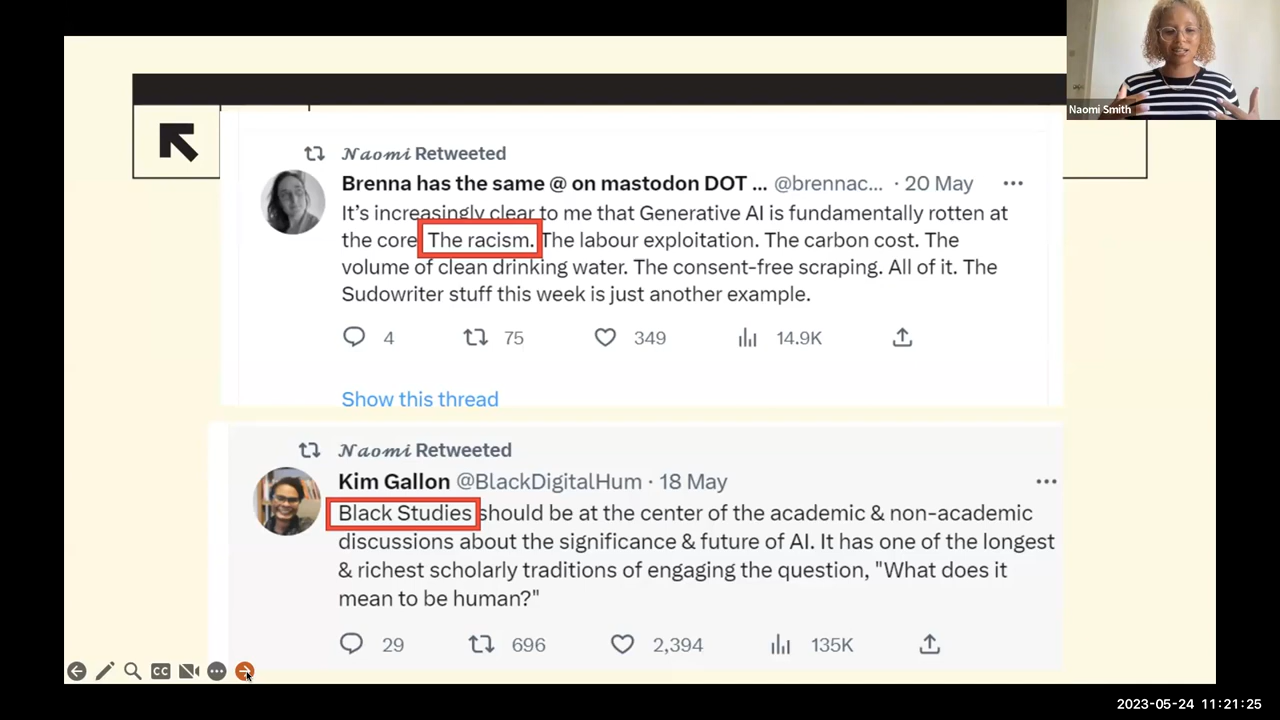 Naomi Smith
Naomi Retweeted
Brenna has the same @ on mastodon DOT ... @brennac... · 20 May
It's increasingly clear to me that Generative AI is fundamentally rotten at
the core. The racism. The labour exploitation. The carbon cost. The
volume of clean drinking water. The consent-free scraping. All of it. The
Sudowriter stuff this week is just another example.
4 75 349 14.9K
Show this thread
Naomi Retweeted
Kim Gallon @BlackDigitalHum · 18 May
Black Studies should be at the center of the academic & non-academic
discussions about the significance & future of AI. It has one of the longest
& richest scholarly traditions of engaging the question, "What does it
mean to be human?"
29 696 2,394 135K
CC
2023-05-24 11:21:25